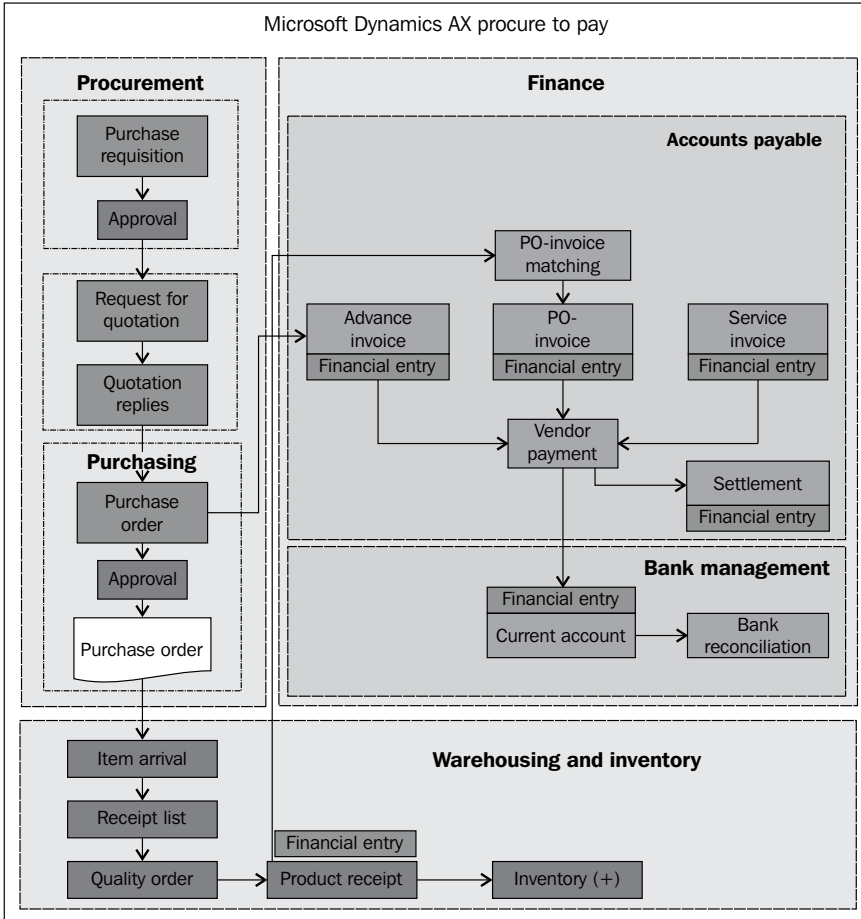 Microsoft Dynamics AX procure to pay
Procurement
Purchase
requisition
Approval
Request for
quotation
Quotation
replies
Purchasing
Purchase
order
Approval
Purchase order
Finance
Accounts payable
PO-invoice
matching
Advance
invoice
Financial entry
PO-
invoice
Financial entry
Service
invoice
Financial entry
Vendor
payment
Settlement
Financial entry
Bank management
Financial entry
Current account
Bank
reconciliation
Warehousing and inventory
Item arrival
Receipt list
Quality order
Financial entry
Product receipt
Inventory (+)